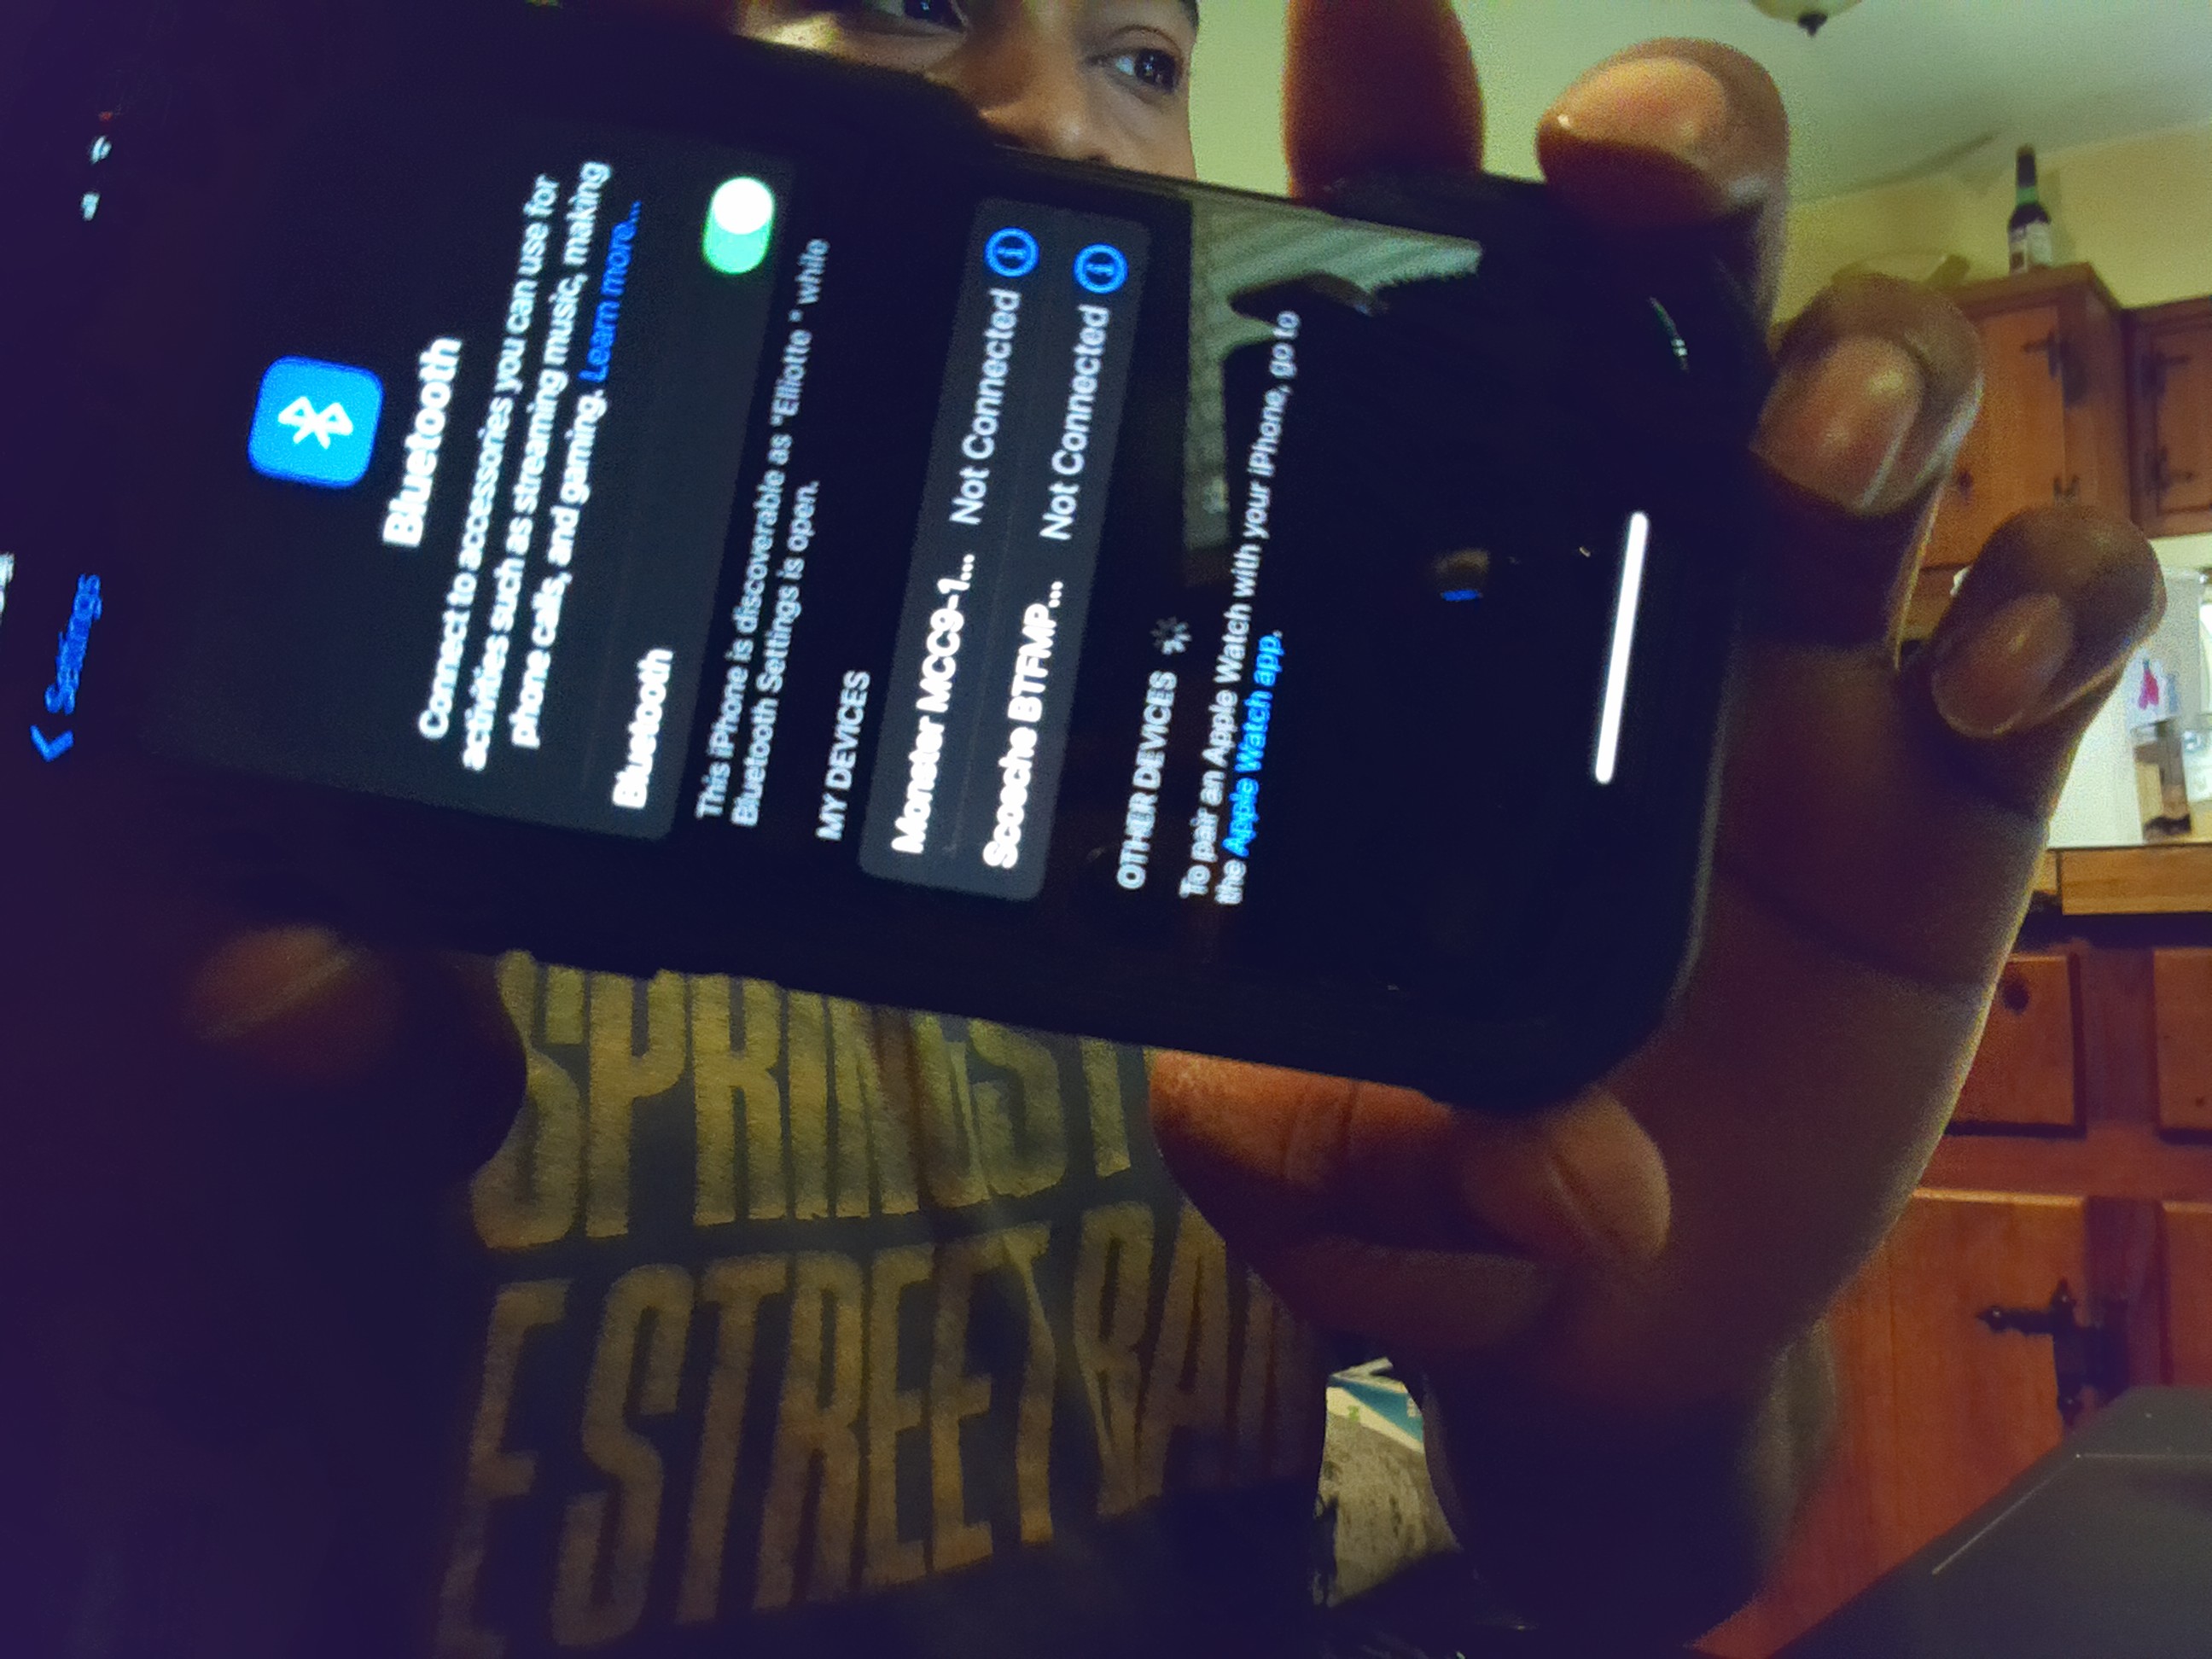 Settings
Bluetooth
Connect to accessories you can use for
activities such as streaming music, making
phone calls, and gaming. Learn more...
Bluetooth
This iPhone is discoverable as "Elliotte " while
Bluetooth Settings is open.
MY DEVICES
Monster MCC9-1... Not Connected
Scosche BTFMP... Not Connected
OTHER DEVICES
To pair an Apple Watch with your iPhone, go to
the Apple Watch app.
SPRINGST
E STREET BAN